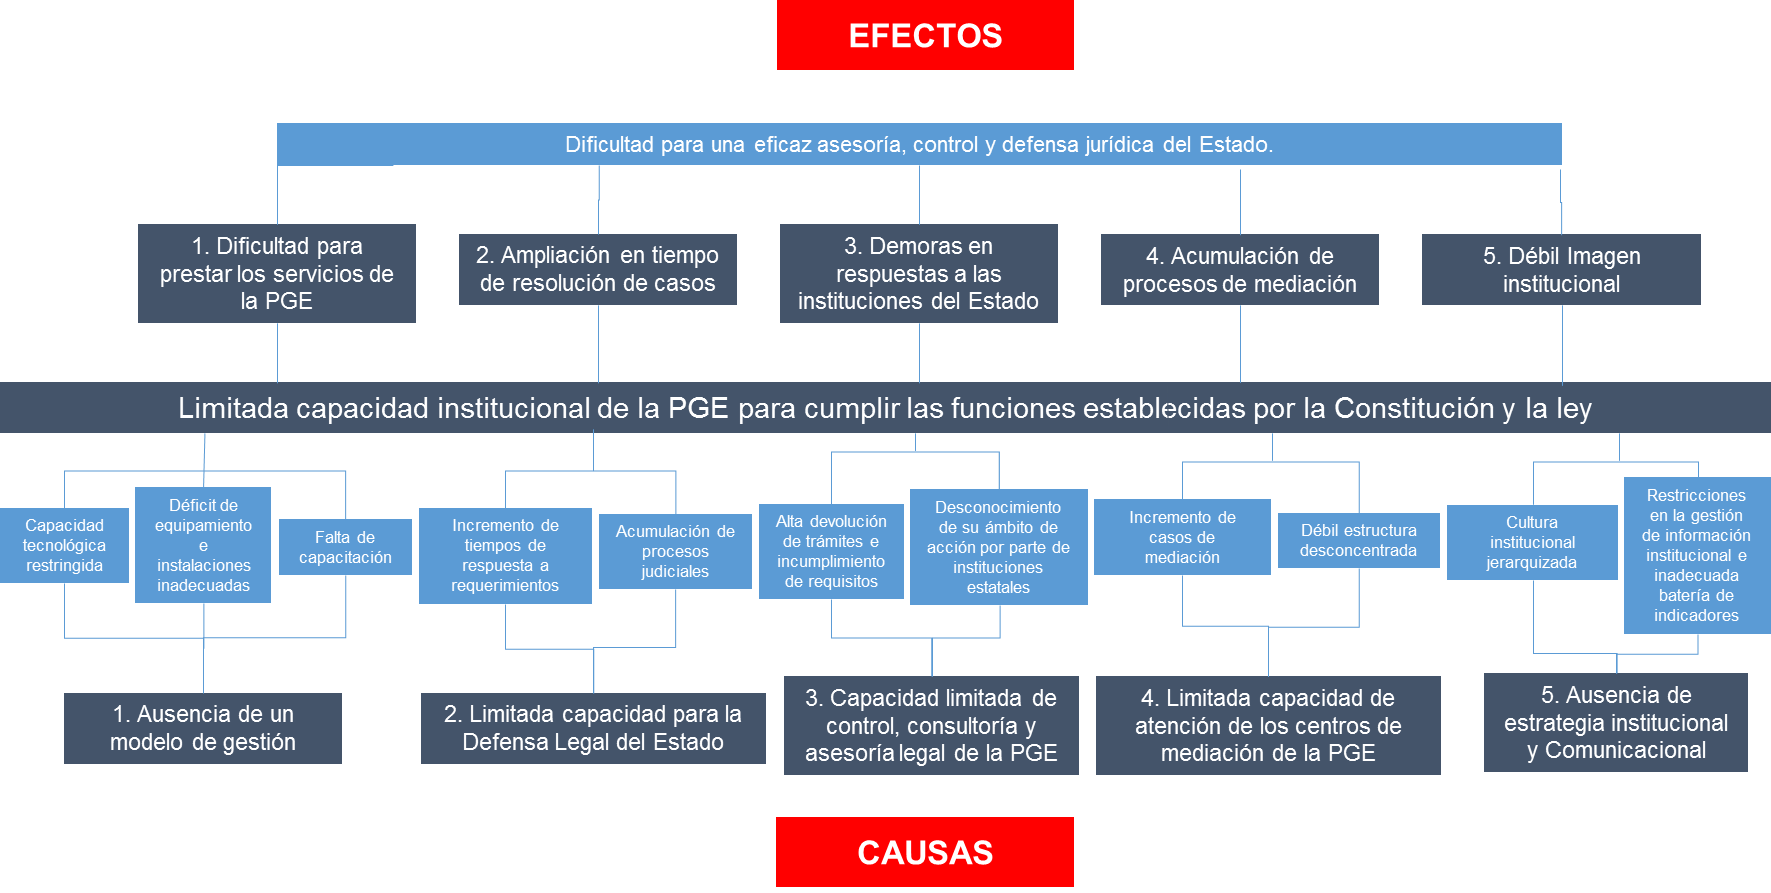 EFECTOS
Dificultad para una eficaz asesoría, control y defensa jurídica del Estado.
1. Dificultad para
prestar los servicios de
la PGE
2. Ampliación en tiempo
de resolución de casos
3. Demoras en
respuestas a las
instituciones del Estado
4. Acumulación de
procesos de mediación
5. Débil Imagen
institucional
Limitada capacidad institucional de la PGE para cumplir las funciones establecidas por la Constitución y la ley
Capacidad
tecnológica
restringida
Déficit de
equipamiento
e
instalaciones
inadecuadas
Falta de
capacitación
Incremento de
tiempos de
respuesta a
requerimientos
Acumulación de
procesos
judiciales
Alta devolución
de trámites e
incumplimiento
de requisitos
Desconocimiento
de su ámbito de
acción por parte de
instituciones
estatales
Incremento de
casos de
mediación
Débil estructura
desconcentrada
Cultura
institucional
jerarquizada
Restricciones
en la gestión
de información
institucional e
inadecuada
batería de
indicadores
1. Ausencia de un
modelo de gestión
2. Limitada capacidad para la
Defensa Legal del Estado
3. Capacidad limitada de
control, consultoría y
asesoría legal de la PGE
4. Limitada capacidad de
atención de los centros de
mediación de la PGE
5. Ausencia de
estrategia institucional
y Comunicacional
CAUSAS